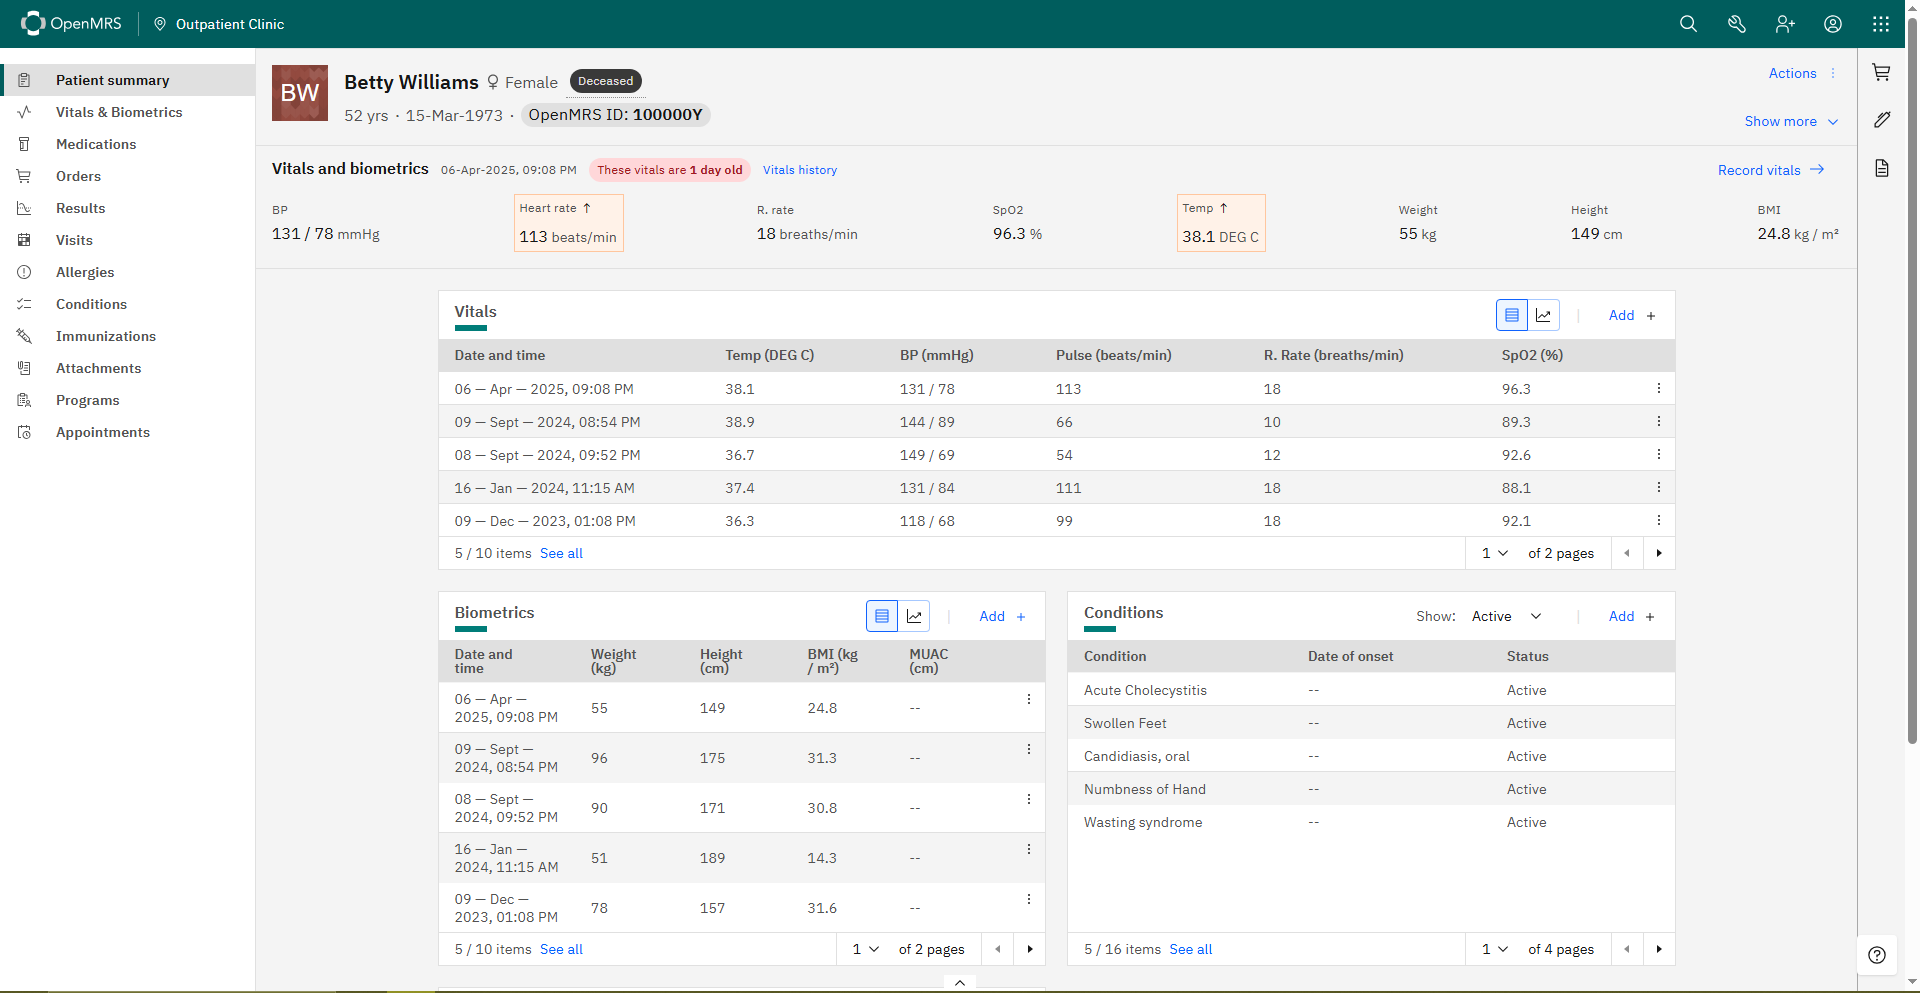 OpenMRS
Outpatient Clinic
Patient summary
Vitals & Biometrics
Medications
Orders
Results
Visits
Allergies
Conditions
Immunizations
Attachments
Programs
Appointments
BW
Betty Williams Female Deceased
52 yrs · 15-Mar-1973 · OpenMRS ID: 100000Y
Actions
Show more
Vitals and biometrics 06-Apr-2025, 09:08 PM These vitals are 1 day old Vitals history
Record vitals
BP Heart rate ↑ R. rate SpO2 Temp ↑ Weight Height BMI
131 / 78 mmHg 113 beats/min 18 breaths/min 96.3 % 38.1 DEG C 55 kg 149 cm 24.8 kg / m²
Vitals
Add +
Date and time Temp (DEG C) BP (mmHg) Pulse (beats/min) R. Rate (breaths/min) SpO2 (%)
06 — Apr — 2025, 09:08 PM 38.1 131 / 78 113 18 96.3
09 — Sept — 2024, 08:54 PM 38.9 144 / 89 66 10 89.3
08 — Sept — 2024, 09:52 PM 36.7 149 / 69 54 12 92.6
16 — Jan — 2024, 11:15 AM 37.4 131 / 84 111 18 88.1
09 — Dec — 2023, 01:08 PM 36.3 118 / 68 99 18 92.1
5 / 10 items See all 1 of 2 pages
Biometrics
Add +
Date and time Weight (kg) Height (cm) BMI (kg / m²) MUAC (cm)
06 — Apr — 2025, 09:08 PM 55 149 24.8 --
09 — Sept — 2024, 08:54 PM 96 175 31.3 --
08 — Sept — 2024, 09:52 PM 90 171 30.8 --
16 — Jan — 2024, 11:15 AM 51 189 14.3 --
09 — Dec — 2023, 01:08 PM 78 157 31.6 --
5 / 10 items See all 1 of 2 pages
Conditions
Show: Active
Add +
Condition Date of onset Status
Acute Cholecystitis -- Active
Swollen Feet -- Active
Candidiasis, oral -- Active
Numbness of Hand -- Active
Wasting syndrome -- Active
5 / 16 items See all 1 of 4 pages